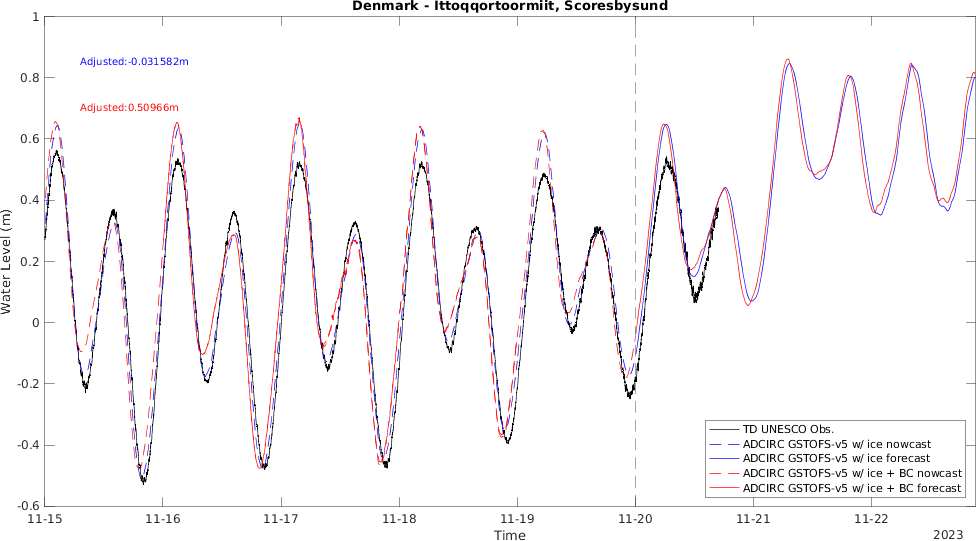 Denmark - Ittoqqortoormiit, Scoresbysund
Adjusted:-0.031582m
Adjusted:0.50966m
Water Level (m)
1
0.8
0.6
0.4
0.2
0
-0.2
-0.4
-0.6
TD UNESCO Obs.
ADCIRC GSTOFS-v5 w/ ice nowcast
ADCIRC GSTOFS-v5 w/ ice forecast
ADCIRC GSTOFS-v5 w/ ice + BC nowcast
ADCIRC GSTOFS-v5 w/ ice + BC forecast
11-15 11-16 11-17 11-18 11-19 11-20 11-21 11-22
Time
2023